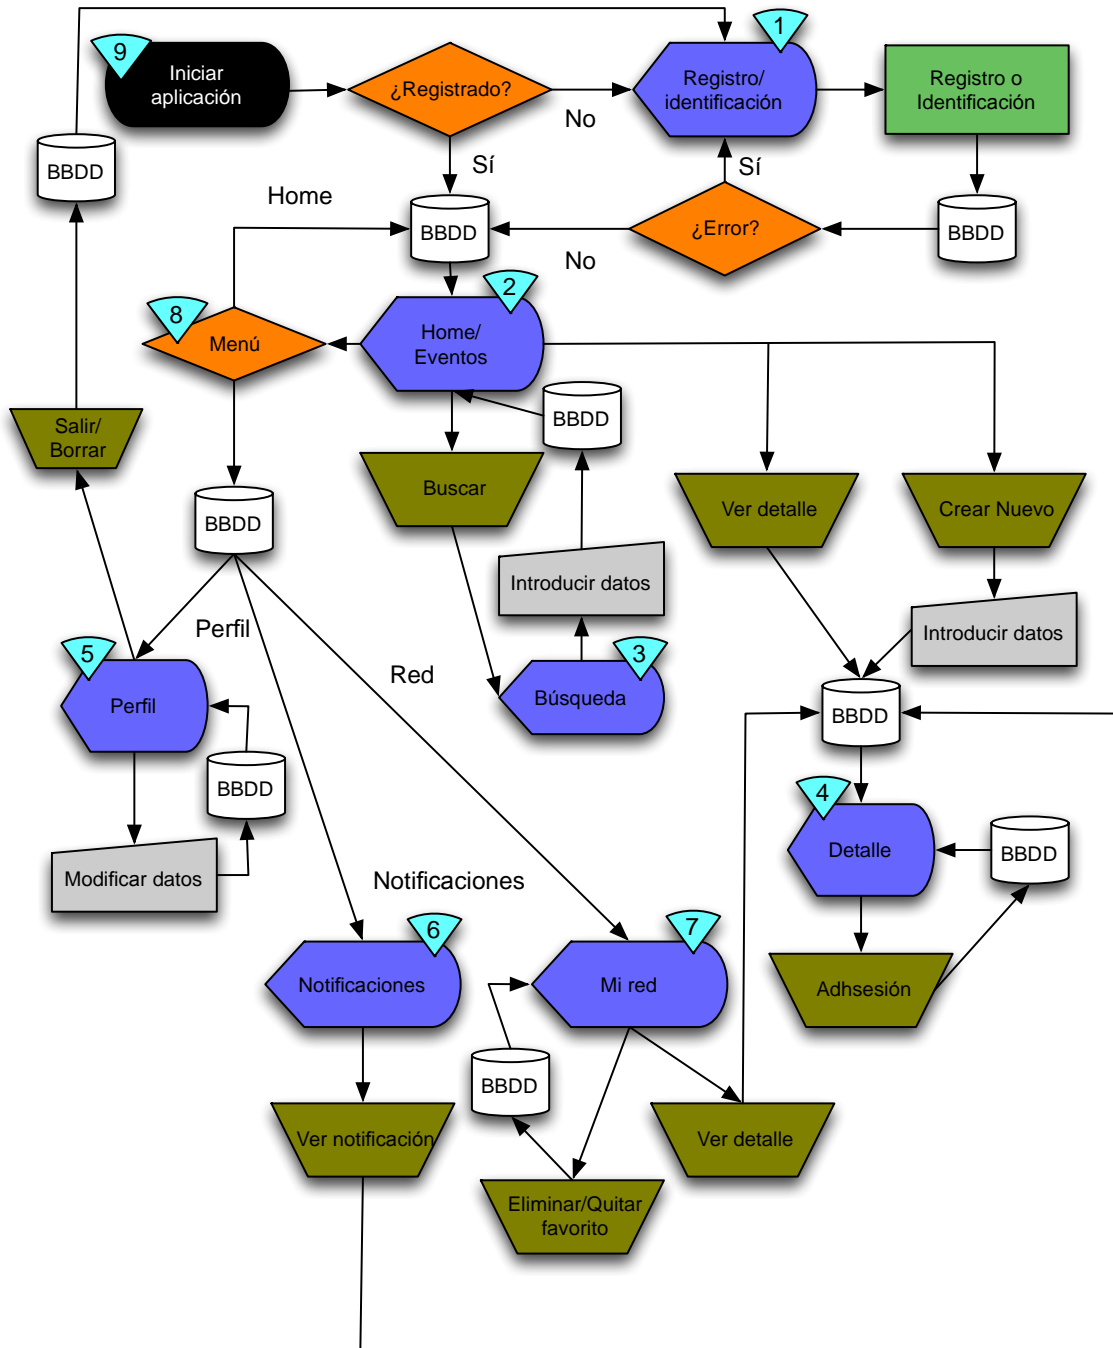 1
9
Iniciar
aplicación
¿Registrado?
Registro/
identificación
Registro o
Identificación
No
BBDD
Sí
Sí
Home
BBDD
¿Error?
BBDD
No
2
8
Menú
Home/
Eventos
BBDD
Salir/
Borrar
Buscar
Ver detalle
Crear Nuevo
BBDD
Introducir datos
Introducir datos
Perfil
5
3
Red
Perfil
Búsqueda
BBDD
BBDD
4
Detalle
BBDD
Modificar datos
Notificaciones
6
7
Notificaciones
Mi red
Adhsesión
BBDD
Ver notificación
Ver detalle
Eliminar/Quitar
favorito